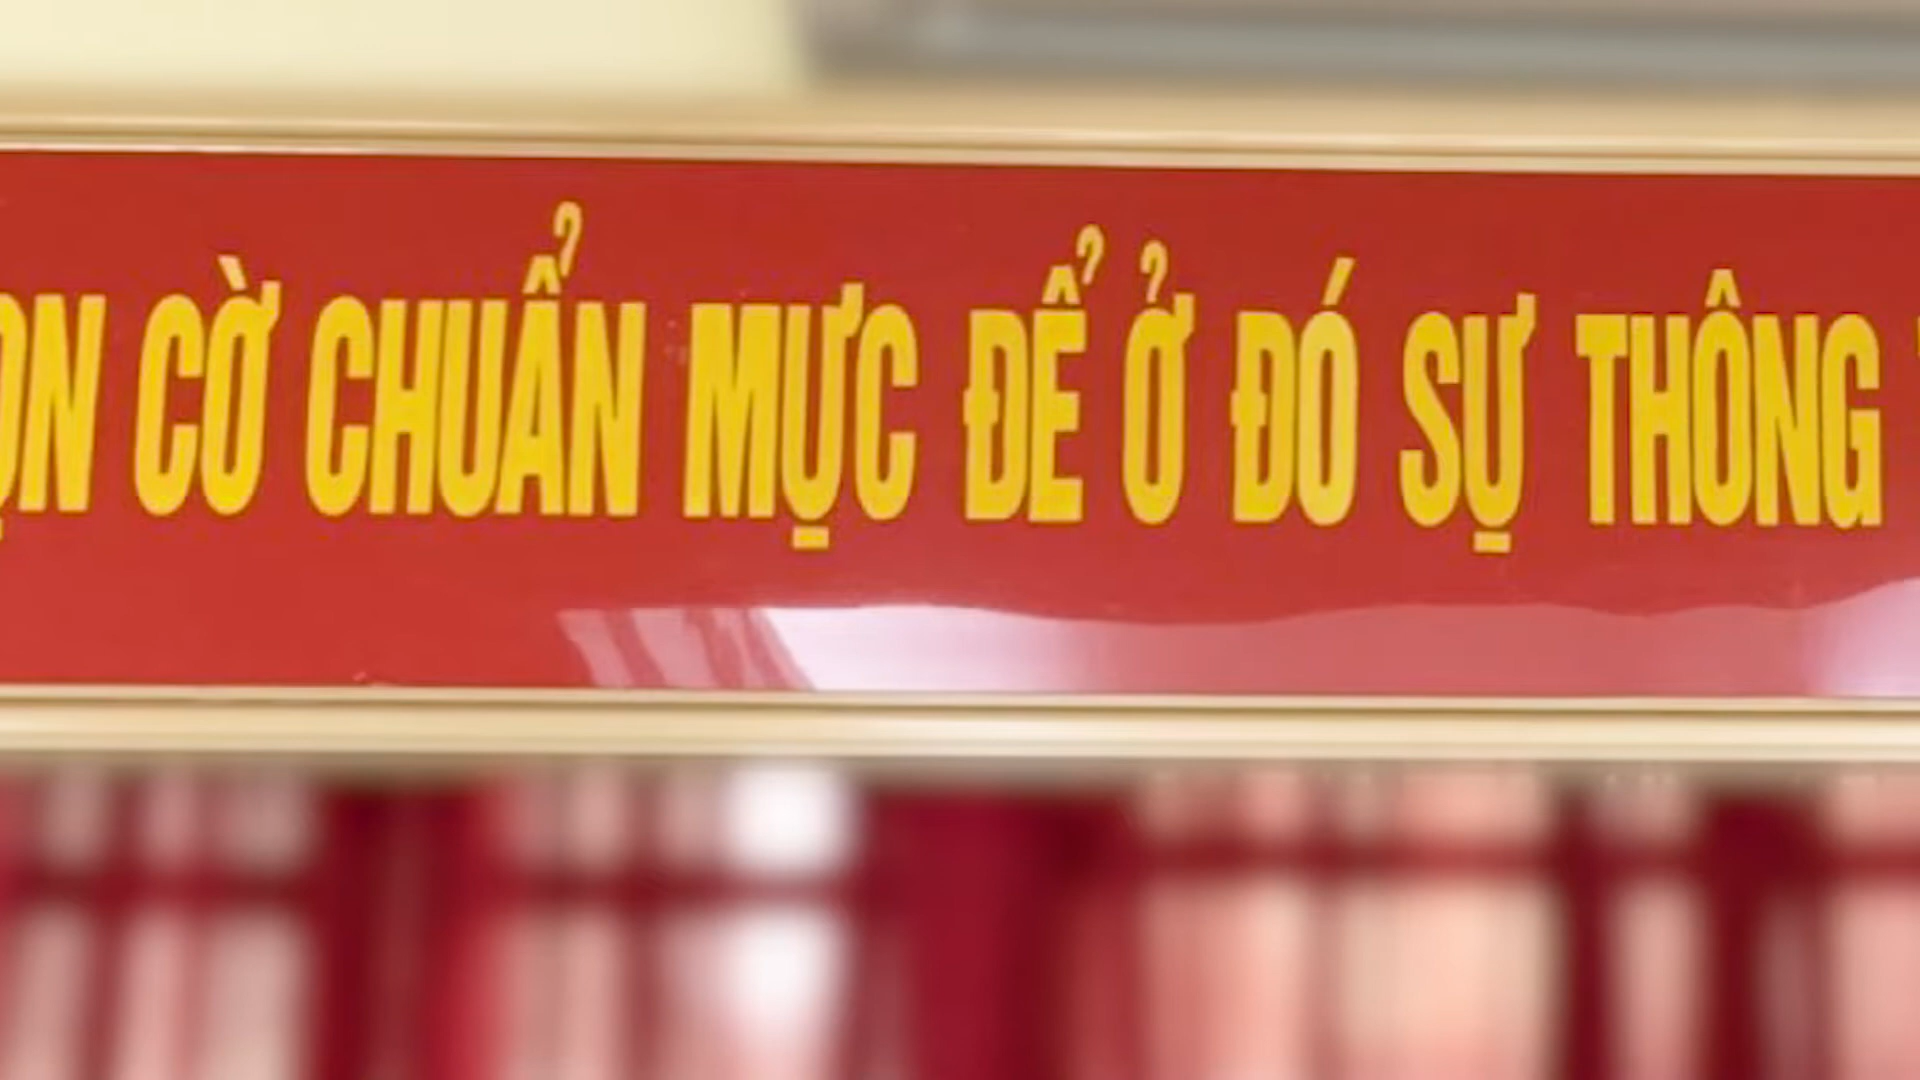 CỜ CHUẨN MỰC ĐỂ Ở ĐÓ SỰ THÔNG